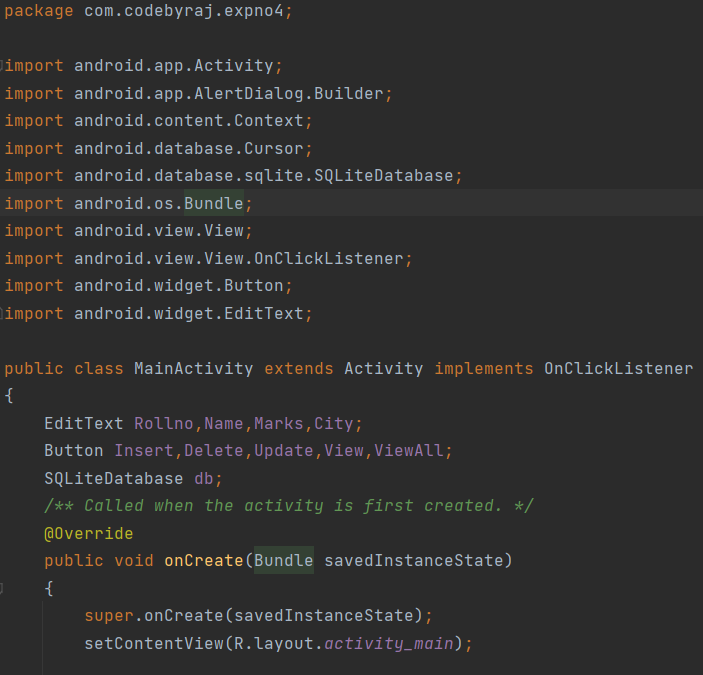 package com.codebyraj.expno4;
import android.app.Activity;
import android.app.AlertDialog.Builder;
import android.content.Context;
import android.database.Cursor;
import android.database.sqlite.SQLiteDatabase;
import android.os.Bundle;
import android.view.View;
import android.view.View.OnClickListener;
import android.widget.Button;
import android.widget.EditText;
public class MainActivity extends Activity implements OnClickListener
{
EditText Rollno,Name,Marks,City;
Button Insert,Delete,Update,View,ViewAll;
SQLiteDatabase db;
/** Called when the activity is first created. */
@Override
public void onCreate(Bundle savedInstanceState)
{
super.onCreate(savedInstanceState);
setContentView(R.layout.activity_main);